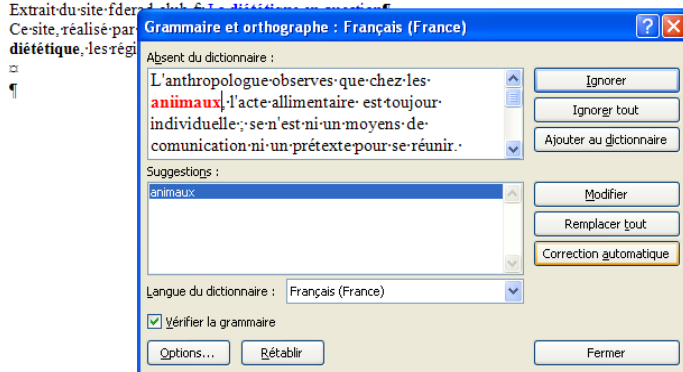 Extrait·du·site·fderad.club.fr
Ce·site,·réalisé·par·
diététique,·les·régi
¤
¶
Grammaire et orthographe : Français (France)
Absent du dictionnaire :
L'anthropologue·observes·que·chez·les·
aniimaux,·l'acte·allimentaire· est·toujour·
individuelle·;·se·n'est·ni·un·moyens·de·
comunication·ni·un·prétexte·pour·se·réunir.·
Ignorer
Ignorer tout
Ajouter au dictionnaire
Suggestions :
animaux
Modifier
Remplacer tout
Correction automatique
Langue du dictionnaire : Français (France)
Vérifier la grammaire
Options... Rétablir Fermer